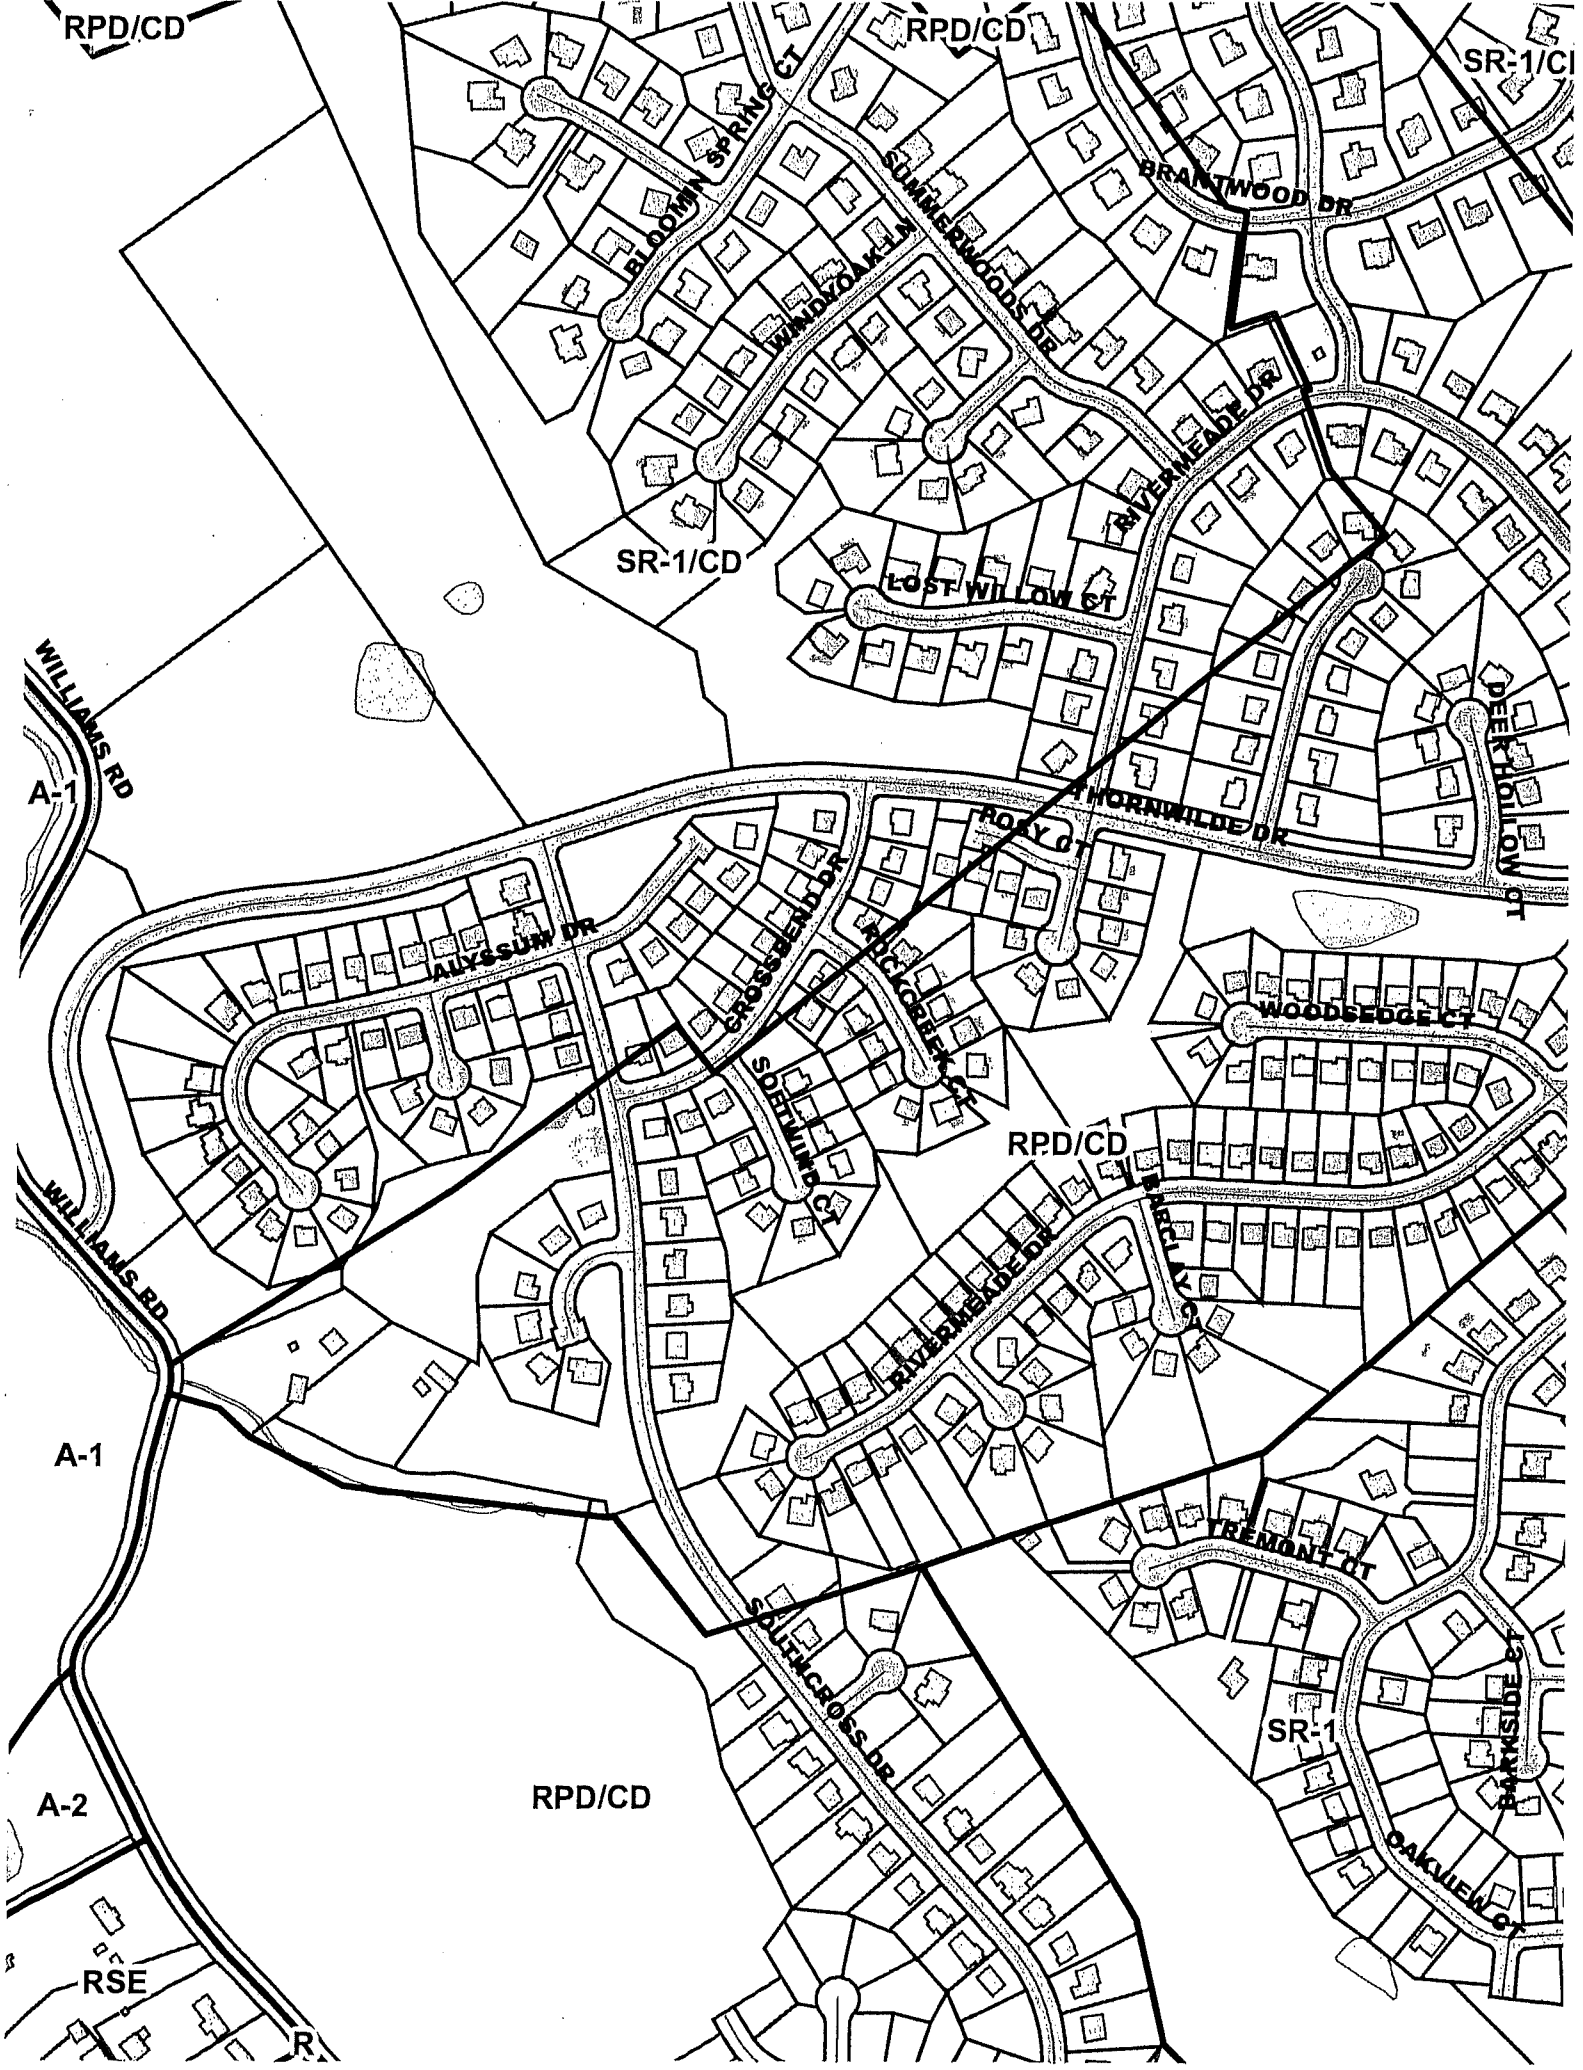 RPD/CD
RPD/CD
SR-1/C
BLOOMIN SPRING CT
SUMMERWOODS DR
BRANTWOOD DR
WINDYOAK LN
RIVERMEADE DR
SR-1/CD
LOST WILLOW CT
WILLIAMS RD
DEER HOLLOW CT
A-1
THORNWILDE DR
ROSY CT
CROSSBEND DR
ALYSSUM DR
ROCKCREEK CT
WOODSEDGE CT
SOFTWIND CT
RPD/CD
BARCLAY CT
WILLIAMS RD
RIVERMEADE DR
A-1
TREMONT CT
SOUTHCROSS DR
PARKSIDE CT
SR-1
RPD/CD
A-2
OAKVIEW CT
RSE
R